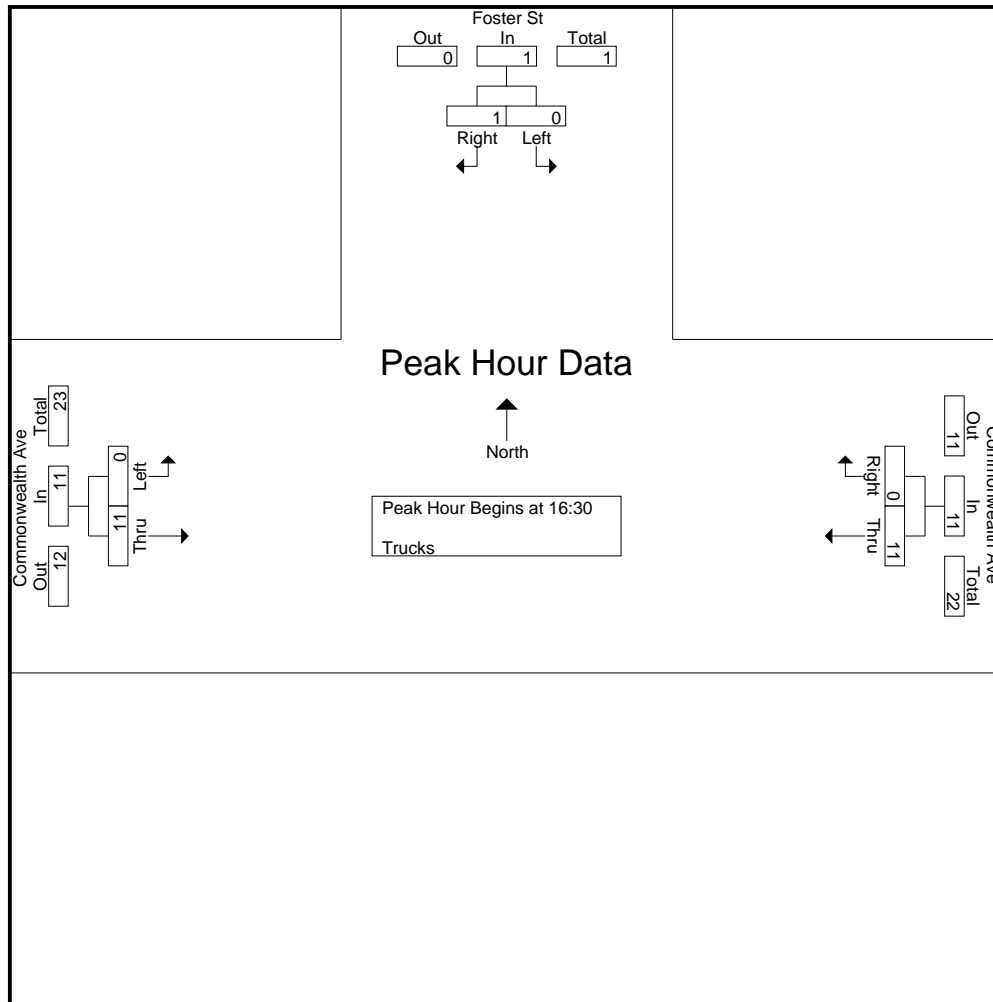 Foster St
Out In Total
0 1 1
1 0
Right Left
Peak Hour Data
North
Peak Hour Begins at 16:30
Trucks
Commonwealth Ave
Out In Total
12 11 23
11 0
Thru Left
Commonwealth Ave
Out In Total
11 11 22
0 11
Right Thru